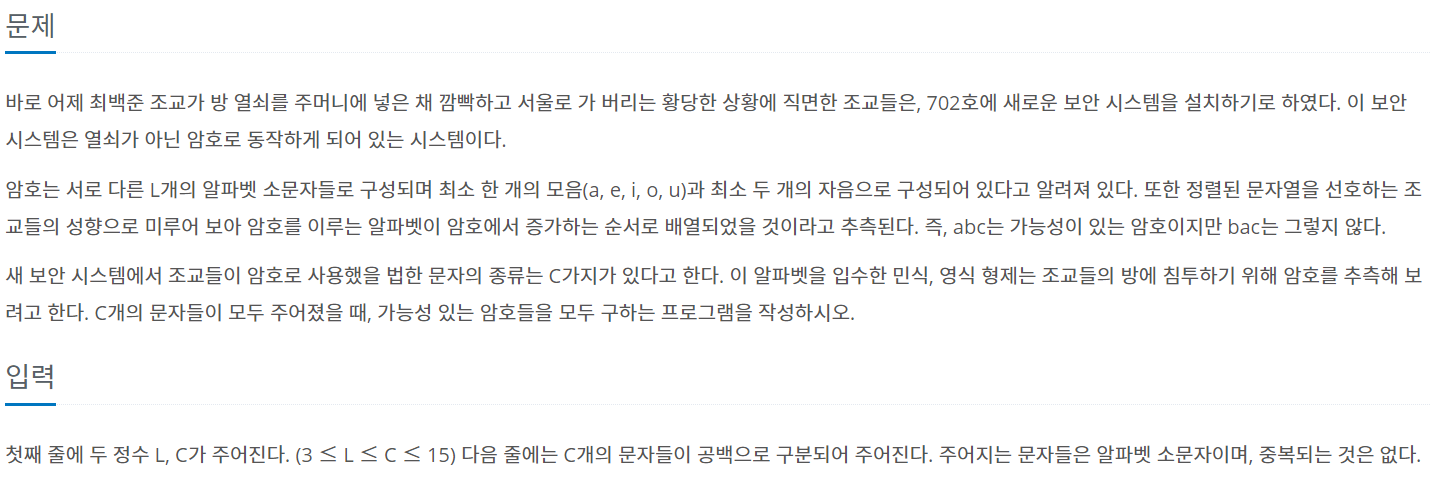 문제
바로 어제 최백준 조교가 방 열쇠를 주머니에 넣은 채 깜빡하고 서울로 가 버리는 황당한 상황에 직면한 조교들은, 702호에 새로운 보안 시스템을 설치하기로 하였다. 이 보안
시스템은 열쇠가 아닌 암호로 동작하게 되어 있는 시스템이다.
암호는 서로 다른 L개의 알파벳 소문자들로 구성되며 최소 한 개의 모음(a, e, i, o, u)과 최소 두 개의 자음으로 구성되어 있다고 알려져 있다. 또한 정렬된 문자열을 선호하는 조
교들의 성향으로 미루어 보아 암호를 이루는 알파벳이 암호에서 증가하는 순서로 배열되었을 것이라고 추측된다. 즉, abc는 가능성이 있는 암호이지만 bac는 그렇지 않다.
새 보안 시스템에서 조교들이 암호로 사용했을 법한 문자의 종류는 C가지가 있다고 한다. 이 알파벳을 입수한 민식, 영식 형제는 조교들의 방에 침투하기 위해 암호를 추측해 보
려고 한다. C개의 문자들이 모두 주어졌을 때, 가능성 있는 암호들을 모두 구하는 프로그램을 작성하시오.
입력
첫째 줄에 두 정수 L, C가 주어진다. (3 ≤ L ≤ C ≤ 15) 다음 줄에는 C개의 문자들이 공백으로 구분되어 주어진다. 주어지는 문자들은 알파벳 소문자이며, 중복되는 것은 없다.